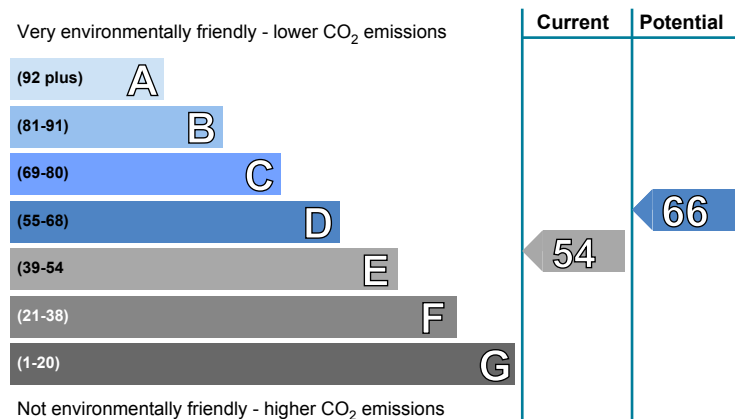 Very environmentally friendly - lower CO₂ emissions
Current
Potential
(92 plus) A
(81-91) B
(69-80) C
(55-68) D
(39-54 E
(21-38) F
(1-20) G
54
66
Not environmentally friendly - higher CO₂ emissions